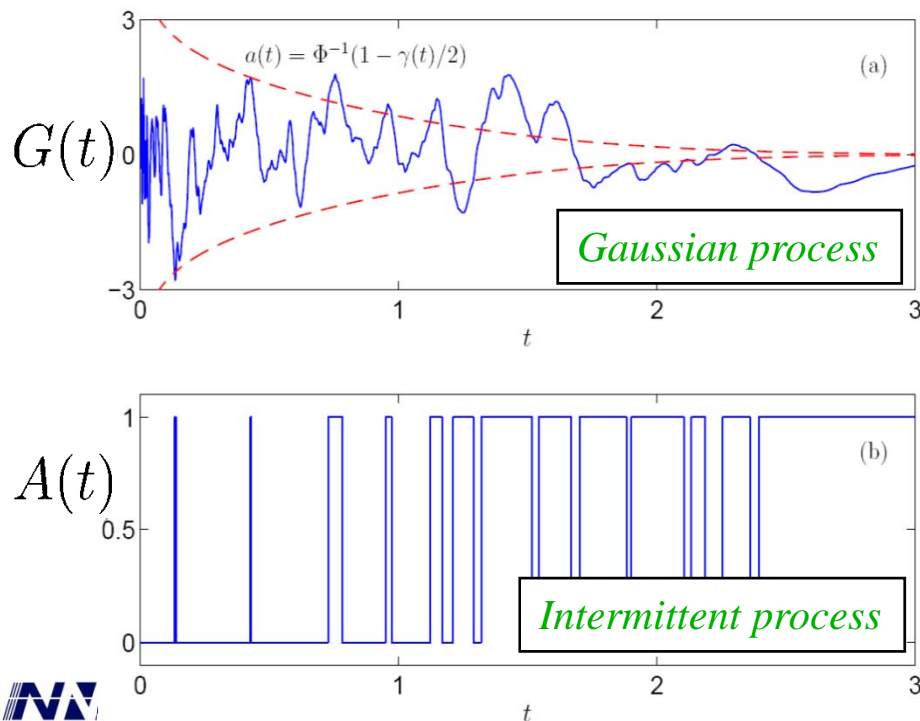 3
a(t) = Φ⁻¹(1 − γ(t)/2)
(a)
G(t)
0
Gaussian process
−3
0 1 2 3
t
1
(b)
A(t)
0.5
Intermittent process
0
0 1 2 3
t